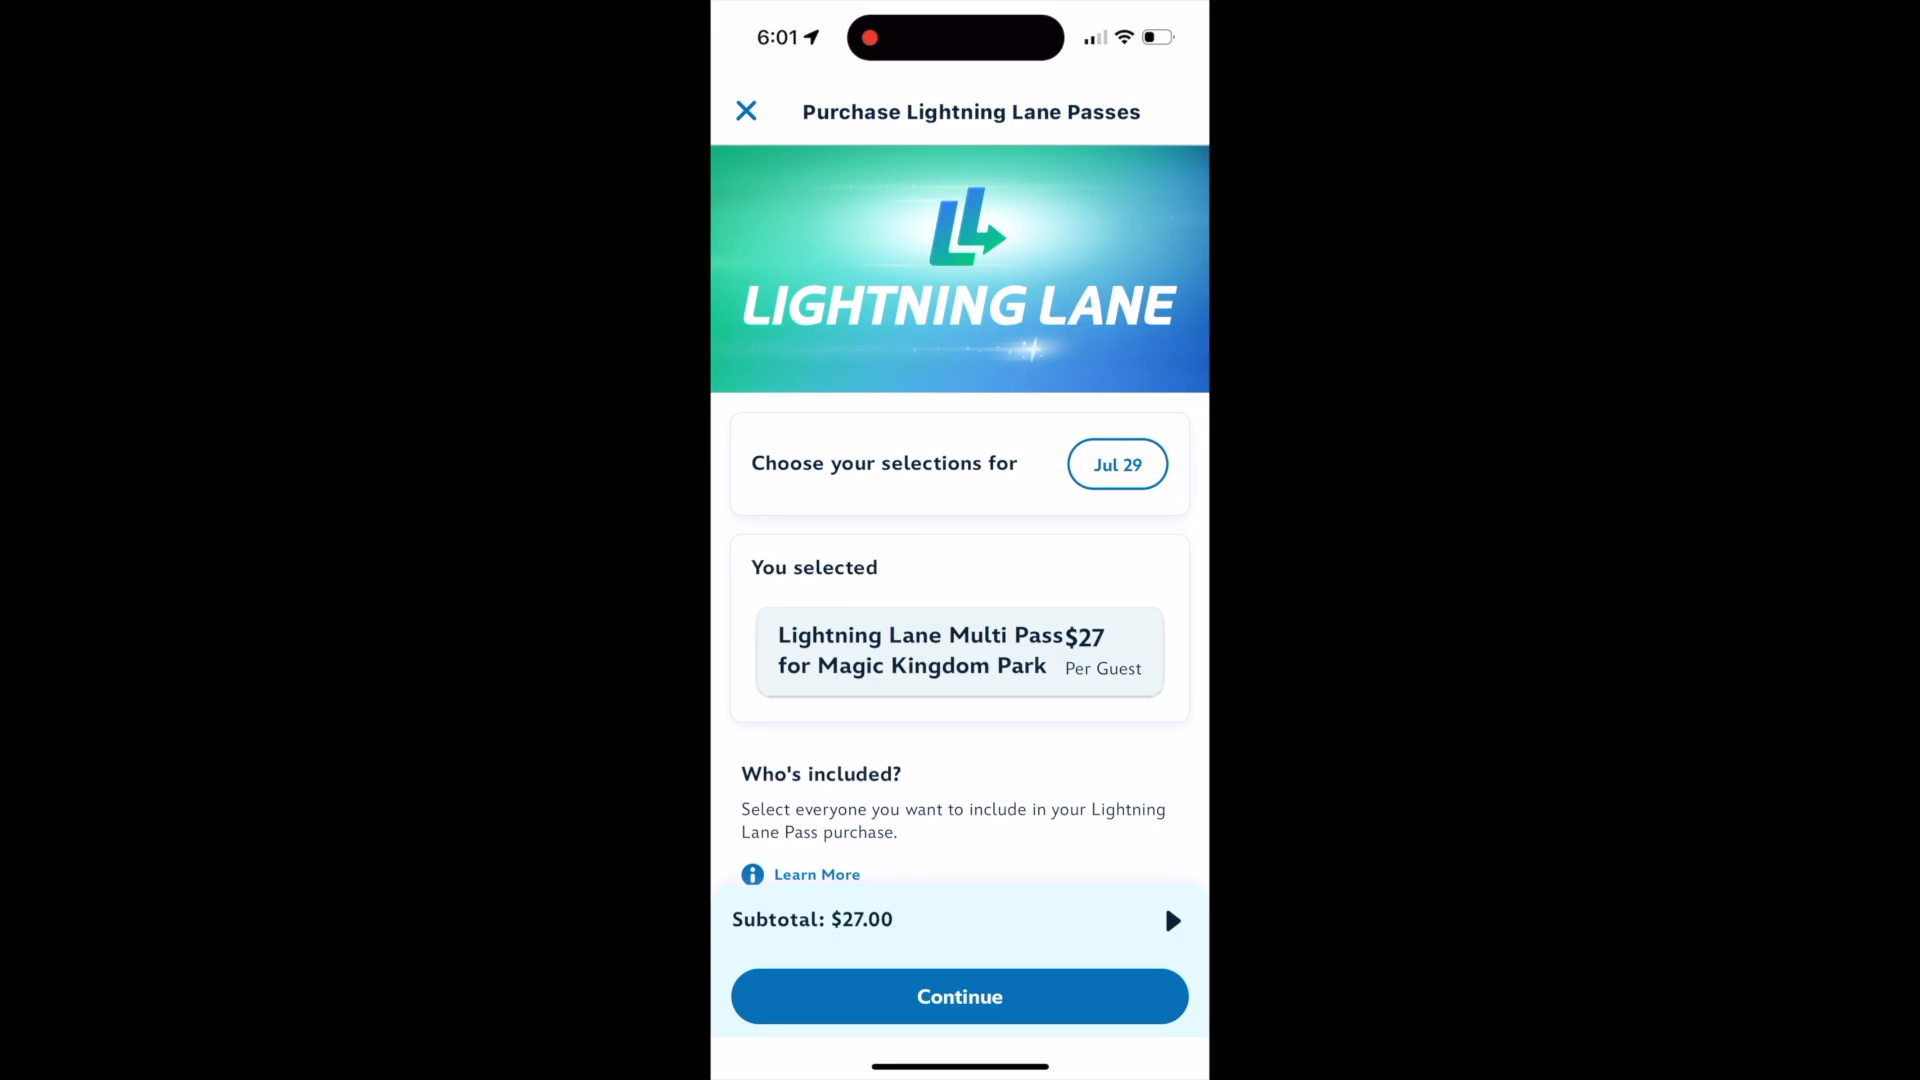 6:01
Purchase Lightning Lane Passes
LIGHTNING LANE
Choose your selections for
Jul 29
You selected
Lightning Lane Multi Pass $27
for Magic Kingdom Park Per Guest
Who's included?
Select everyone you want to include in your Lightning
Lane Pass purchase.
Learn More
Subtotal: $27.00
Continue